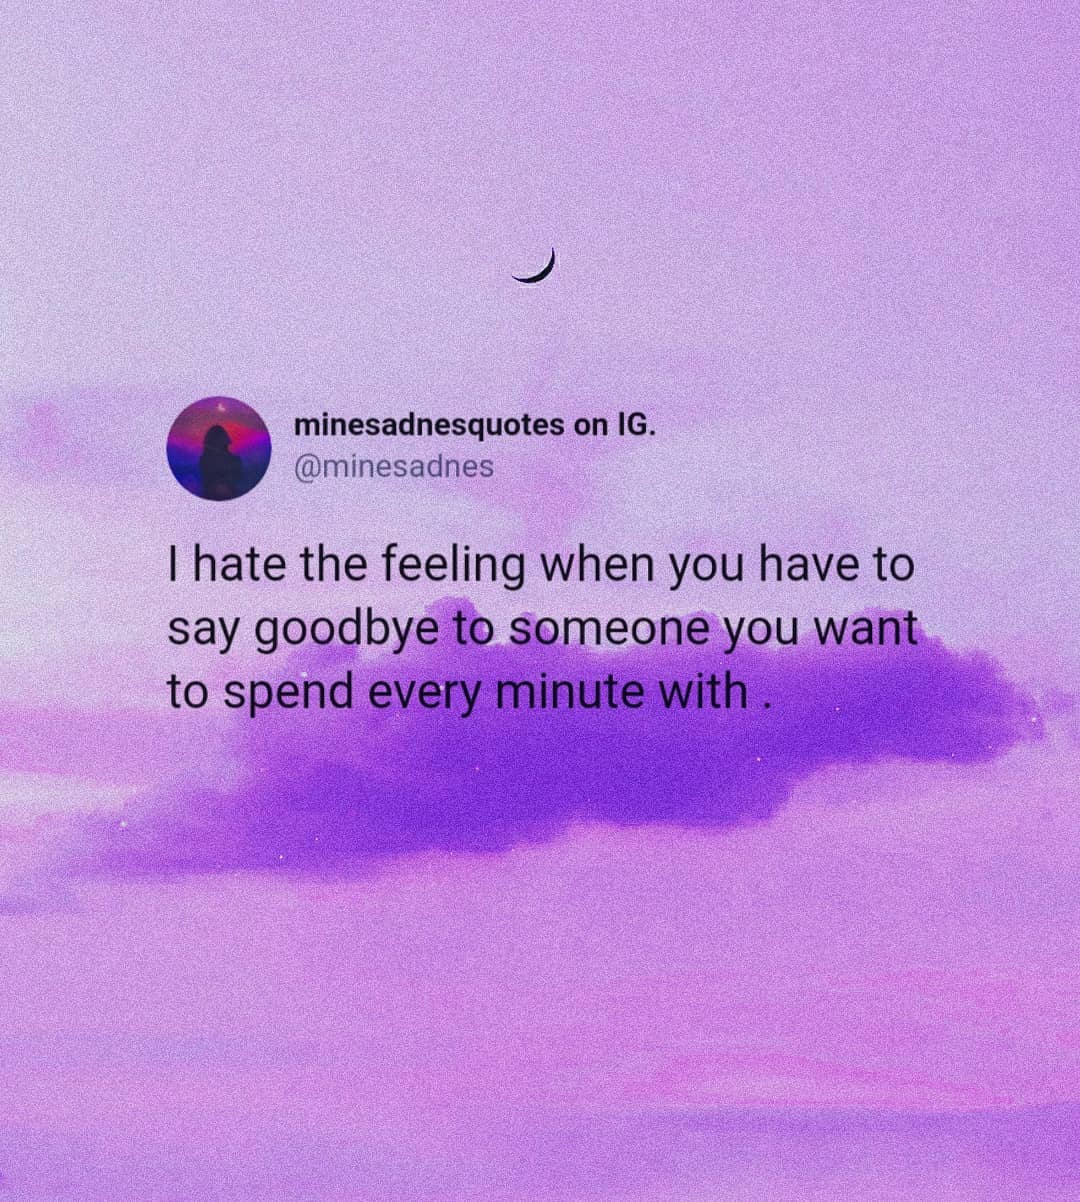 minesadnesquotes on IG.
@minesadnes
I hate the feeling when you have to
say goodbye to someone you want
to spend every minute with .